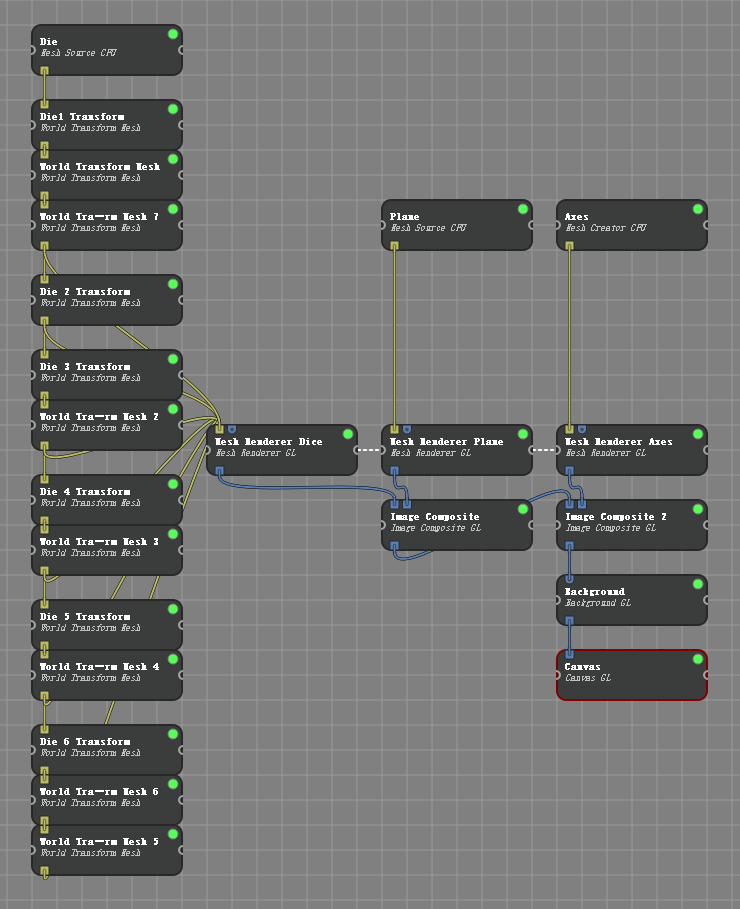 Die
Mesh Source CPU
Die1 Transform
World Transform Mesh
World Transform Mesh
World Transform Mesh
World Tra—rm Mesh 7
World Transform Mesh
Plane
Mesh Source CPU
Axes
Mesh Creator CPU
Die 2 Transform
World Transform Mesh
Die 3 Transform
World Transform Mesh
World Tra—rm Mesh 2
World Transform Mesh
Mesh Renderer Dice
Mesh Renderer GL
Mesh Renderer Plane
Mesh Renderer GL
Mesh Renderer Axes
Mesh Renderer GL
Die 4 Transform
World Transform Mesh
World Tra—rm Mesh 3
World Transform Mesh
Image Composite
Image Composite GL
Image Composite 2
Image Composite GL
Background
Background GL
Die 5 Transform
World Transform Mesh
World Tra—rm Mesh 4
World Transform Mesh
Canvas
Canvas GL
Die 6 Transform
World Transform Mesh
World Tra—rm Mesh 6
World Transform Mesh
World Tra—rm Mesh 5
World Transform Mesh